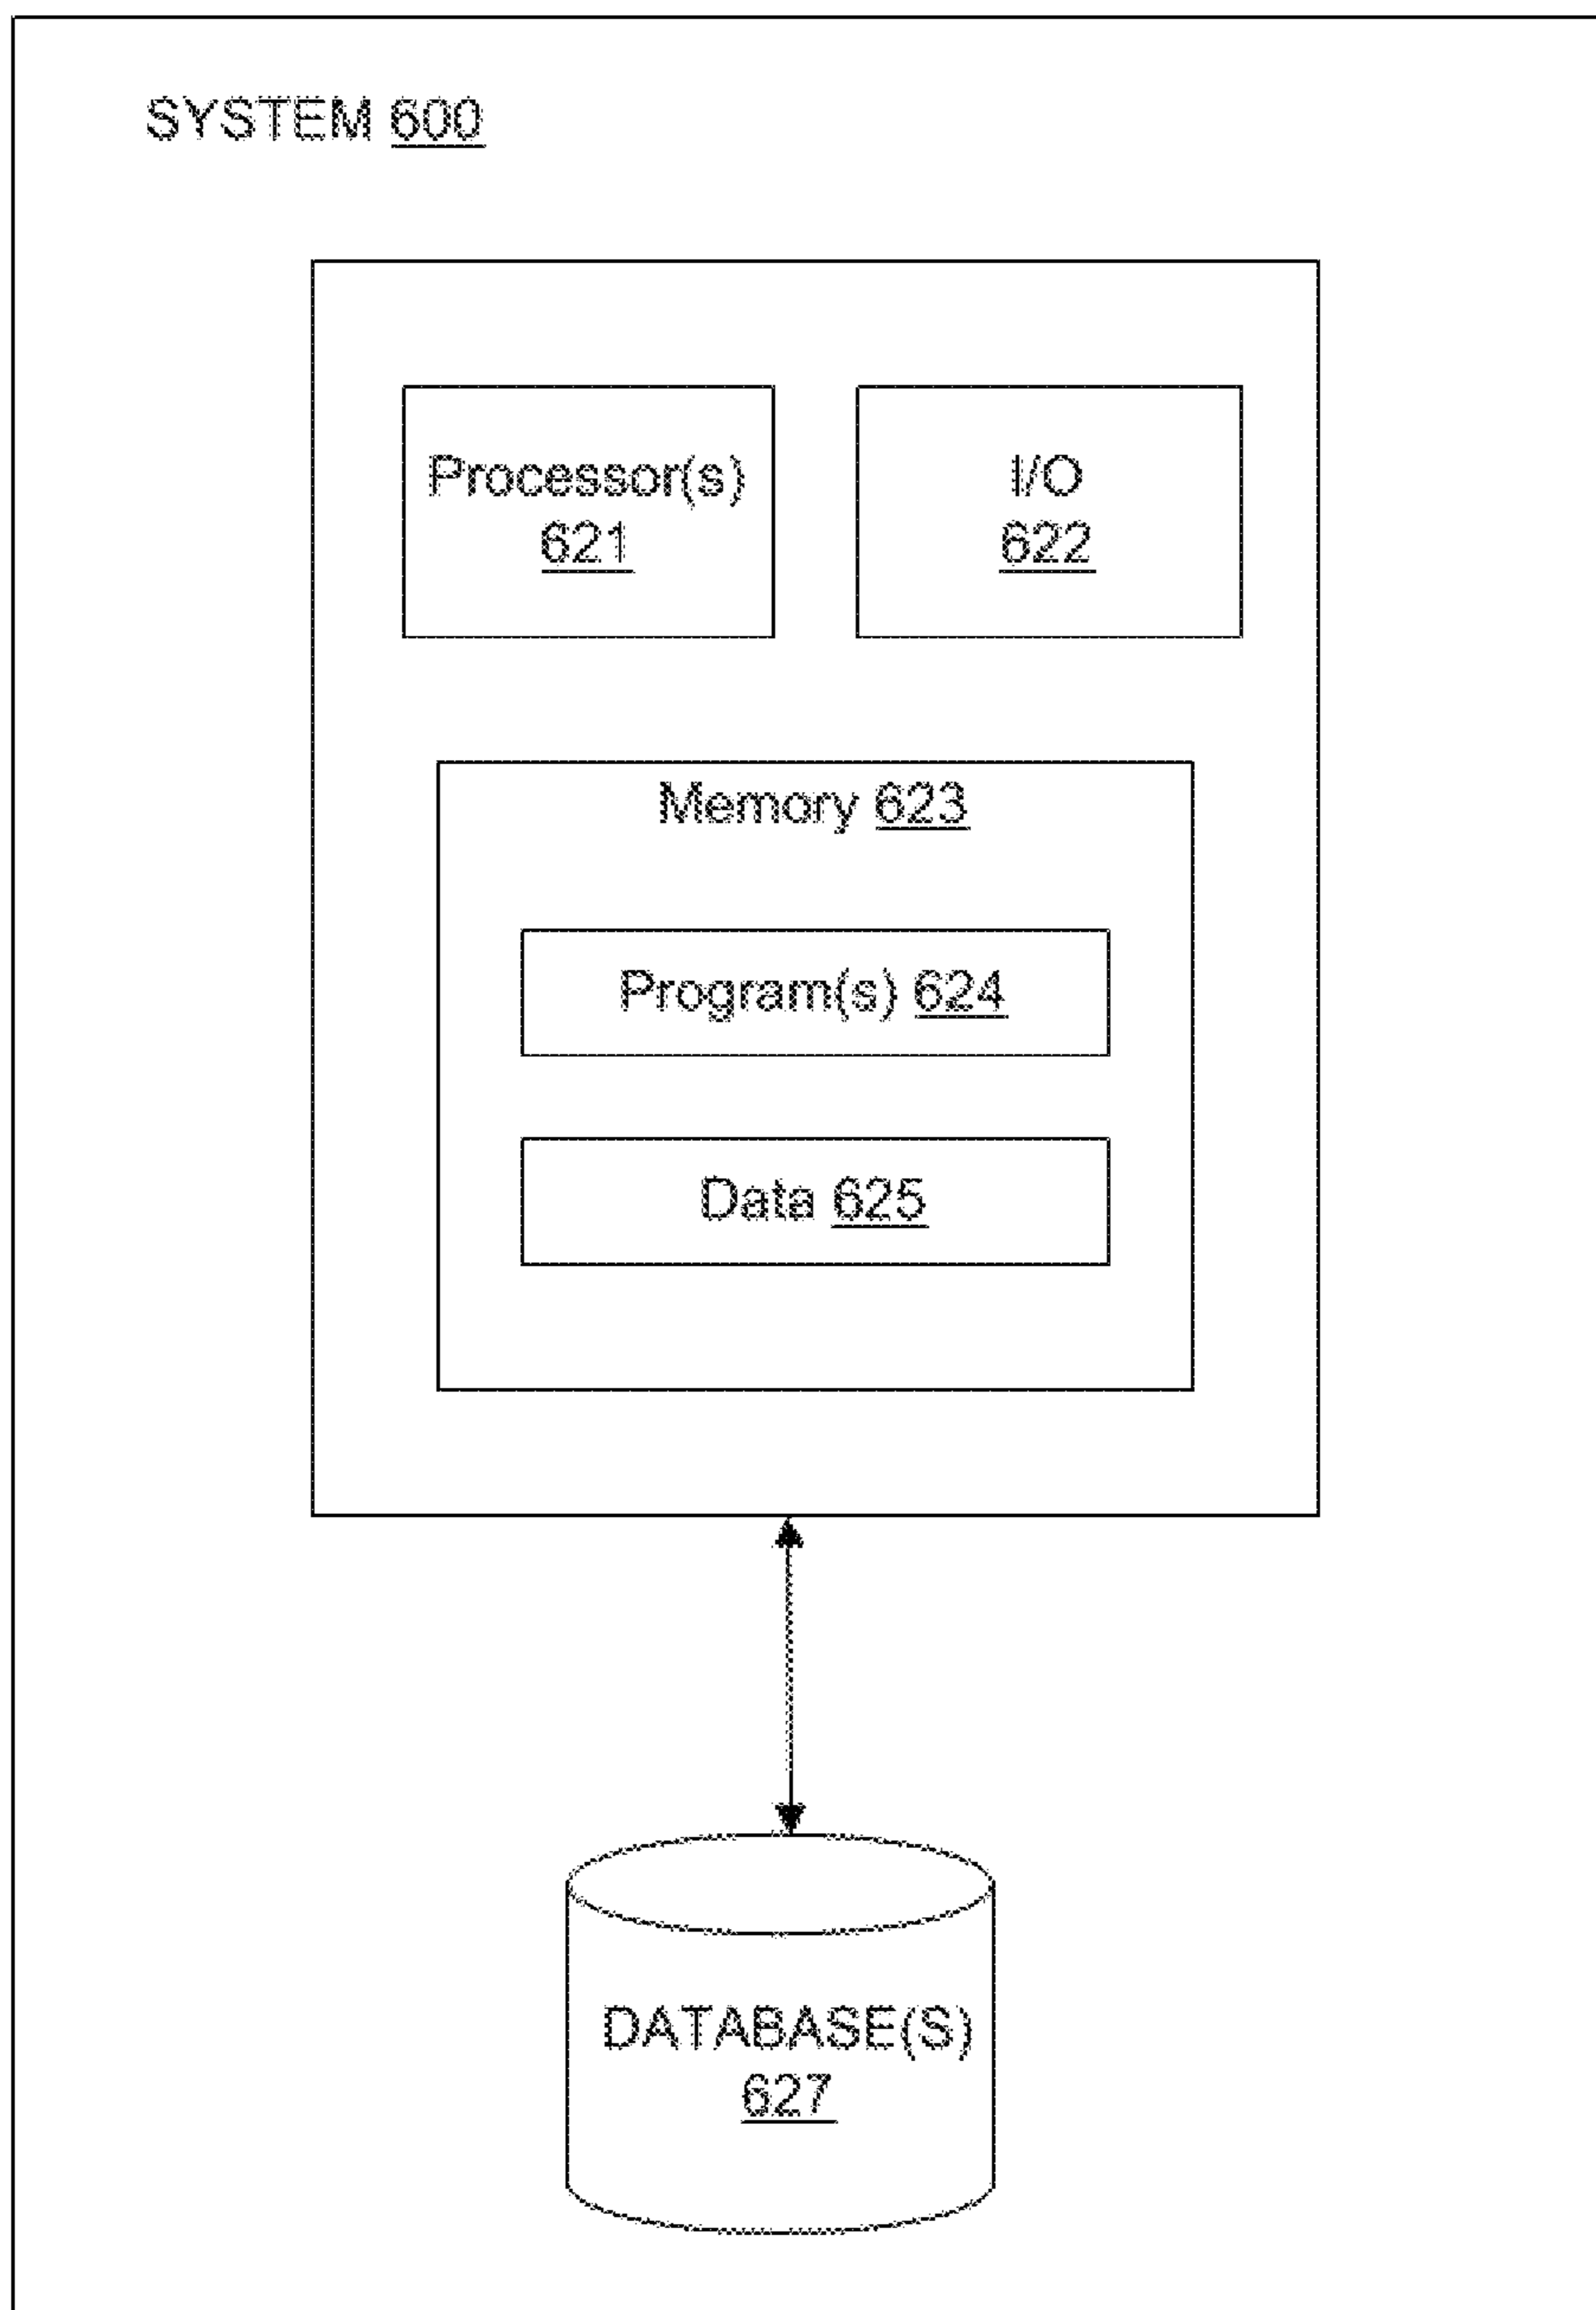 SYSTEM 600
Processor(s)
621
I/O
622
Memory 623
Program(s) 624
Data 625
DATABASE(S)
627